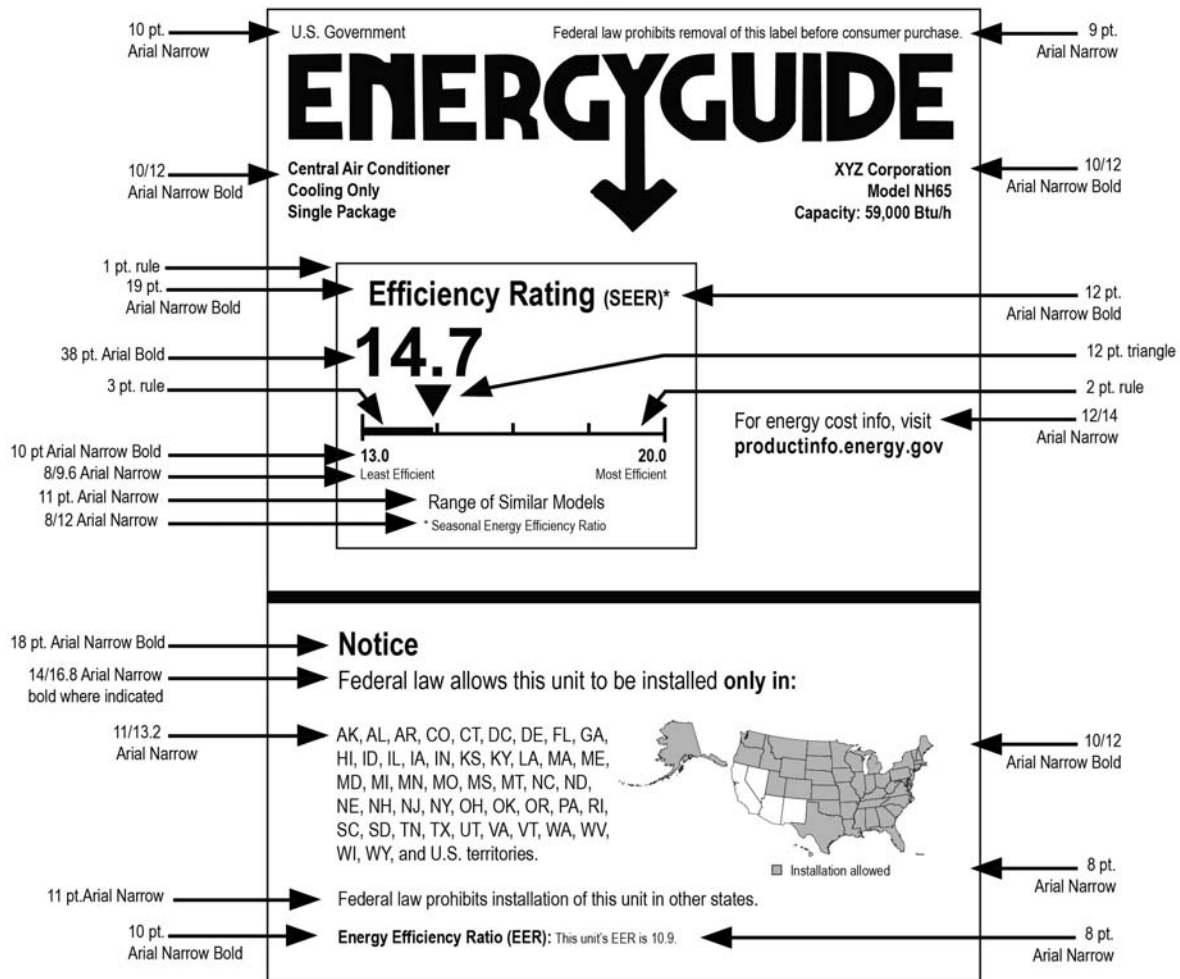 10 pt.
Arial Narrow
U.S. Government
Federal law prohibits removal of this label before consumer purchase.
9 pt.
Arial Narrow
ENERGYGUIDE
10/12
Arial Narrow Bold
Central Air Conditioner
Cooling Only
Single Package
XYZ Corporation
Model NH65
Capacity: 59,000 Btu/h
10/12
Arial Narrow Bold
1 pt. rule
19 pt.
Arial Narrow Bold
Efficiency Rating (SEER)*
12 pt.
Arial Narrow Bold
38 pt. Arial Bold
14.7
12 pt. triangle
3 pt. rule
2 pt. rule
For energy cost info, visit
productinfo.energy.gov
12/14
Arial Narrow
10 pt Arial Narrow Bold
13.0
20.0
8/9.6 Arial Narrow
Least Efficient
Most Efficient
11 pt. Arial Narrow
Range of Similar Models
8/12 Arial Narrow
* Seasonal Energy Efficiency Ratio
18 pt. Arial Narrow Bold
Notice
14/16.8 Arial Narrow
bold where indicated
Federal law allows this unit to be installed only in:
11/13.2
Arial Narrow
AK, AL, AR, CO, CT, DC, DE, FL, GA,
HI, ID, IL, IA, IN, KS, KY, LA, MA, ME,
MD, MI, MN, MO, MS, MT, NC, ND,
NE, NH, NJ, NY, OH, OK, OR, PA, RI,
SC, SD, TN, TX, UT, VA, VT, WA, WV,
WI, WY, and U.S. territories.
10/12
Arial Narrow Bold
Installation allowed
8 pt.
Arial Narrow
11 pt.Arial Narrow
Federal law prohibits installation of this unit in other states.
10 pt.
Arial Narrow Bold
Energy Efficiency Ratio (EER): This unit's EER is 10.9.
8 pt.
Arial Narrow